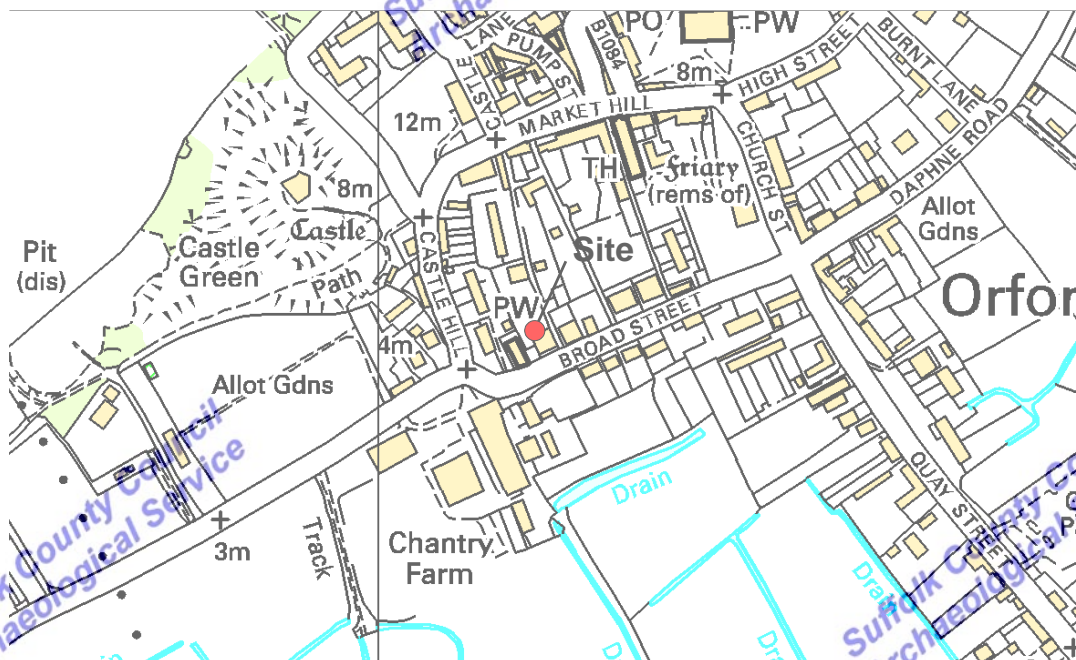 PO
PW
CASTLE LANE
PUMP ST
B1084
8m
HIGH STREET
BURNT LANE
12m
MARKET HILL
CHURCH ST
DAPHNE ROAD
TH
Friary
(rems of)
8m
Castle
Castle
Green
Path
Pit
(dis)
CASTLE HILL
Site
Allot
Gdns
Orfor
PW
BROAD STREET
4m
Allot Gdns
Suffolk County Council
Archaeological Service
Drain
QUAY STREET
3m
Track
Chantry
Farm
Drain
Drain
Suffolk County Co
Archaeological